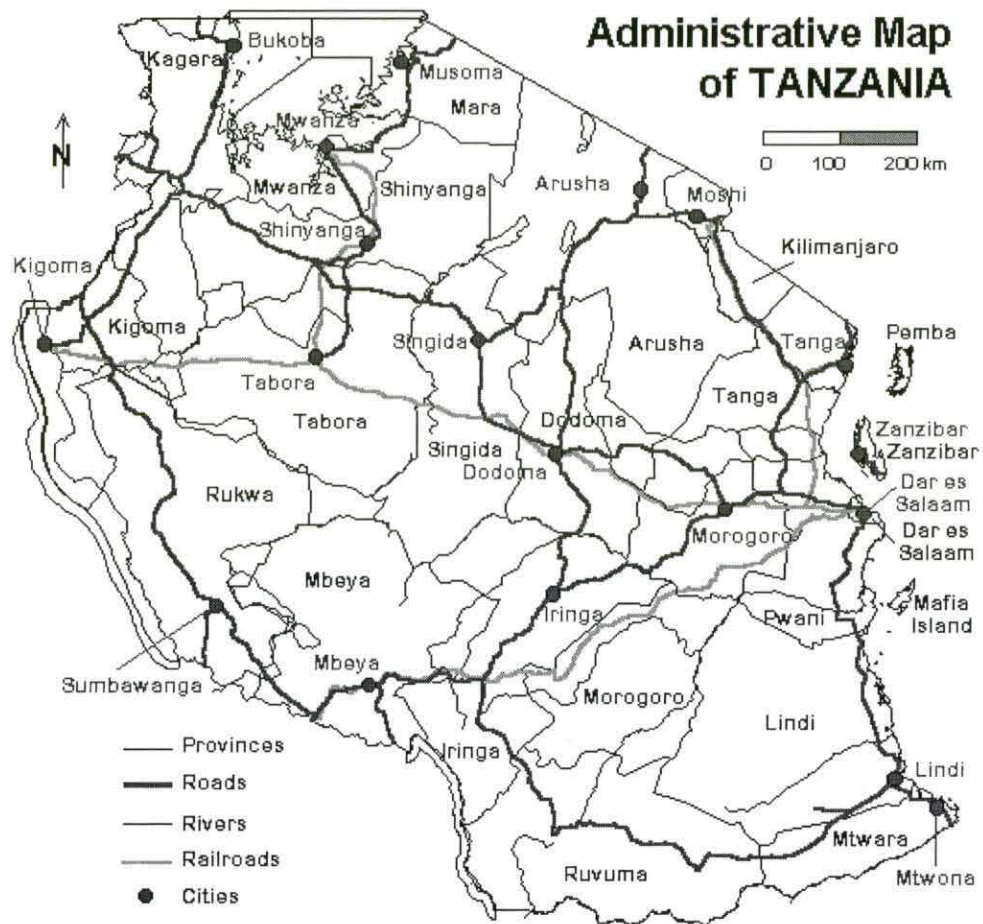 Administrative Map
of TANZANIA
0 100 200 km
N
Bukoba
Kagera
Musoma
Mara
Mwanza
Mwanza
Shinyanga
Shinyanga
Arusha
Moshi
Kilimanjaro
Kigoma
Kigoma
Singida
Arusha
Tanga
Pemba
Tabora
Tabora
Tanga
Dodoma
Singida
Dodoma
Zanzibar
Zanzibar
Rukwa
Dar es
Salaam
Morogoro
Dar es
Salaam
Mbeya
Iringa
Pwani
Mafia
Island
Mbeya
Sumbawanga
Morogoro
Lindi
Iringa
Lindi
Mtwara
Ruvuma
Mtwona
Provinces
Roads
Rivers
Railroads
Cities